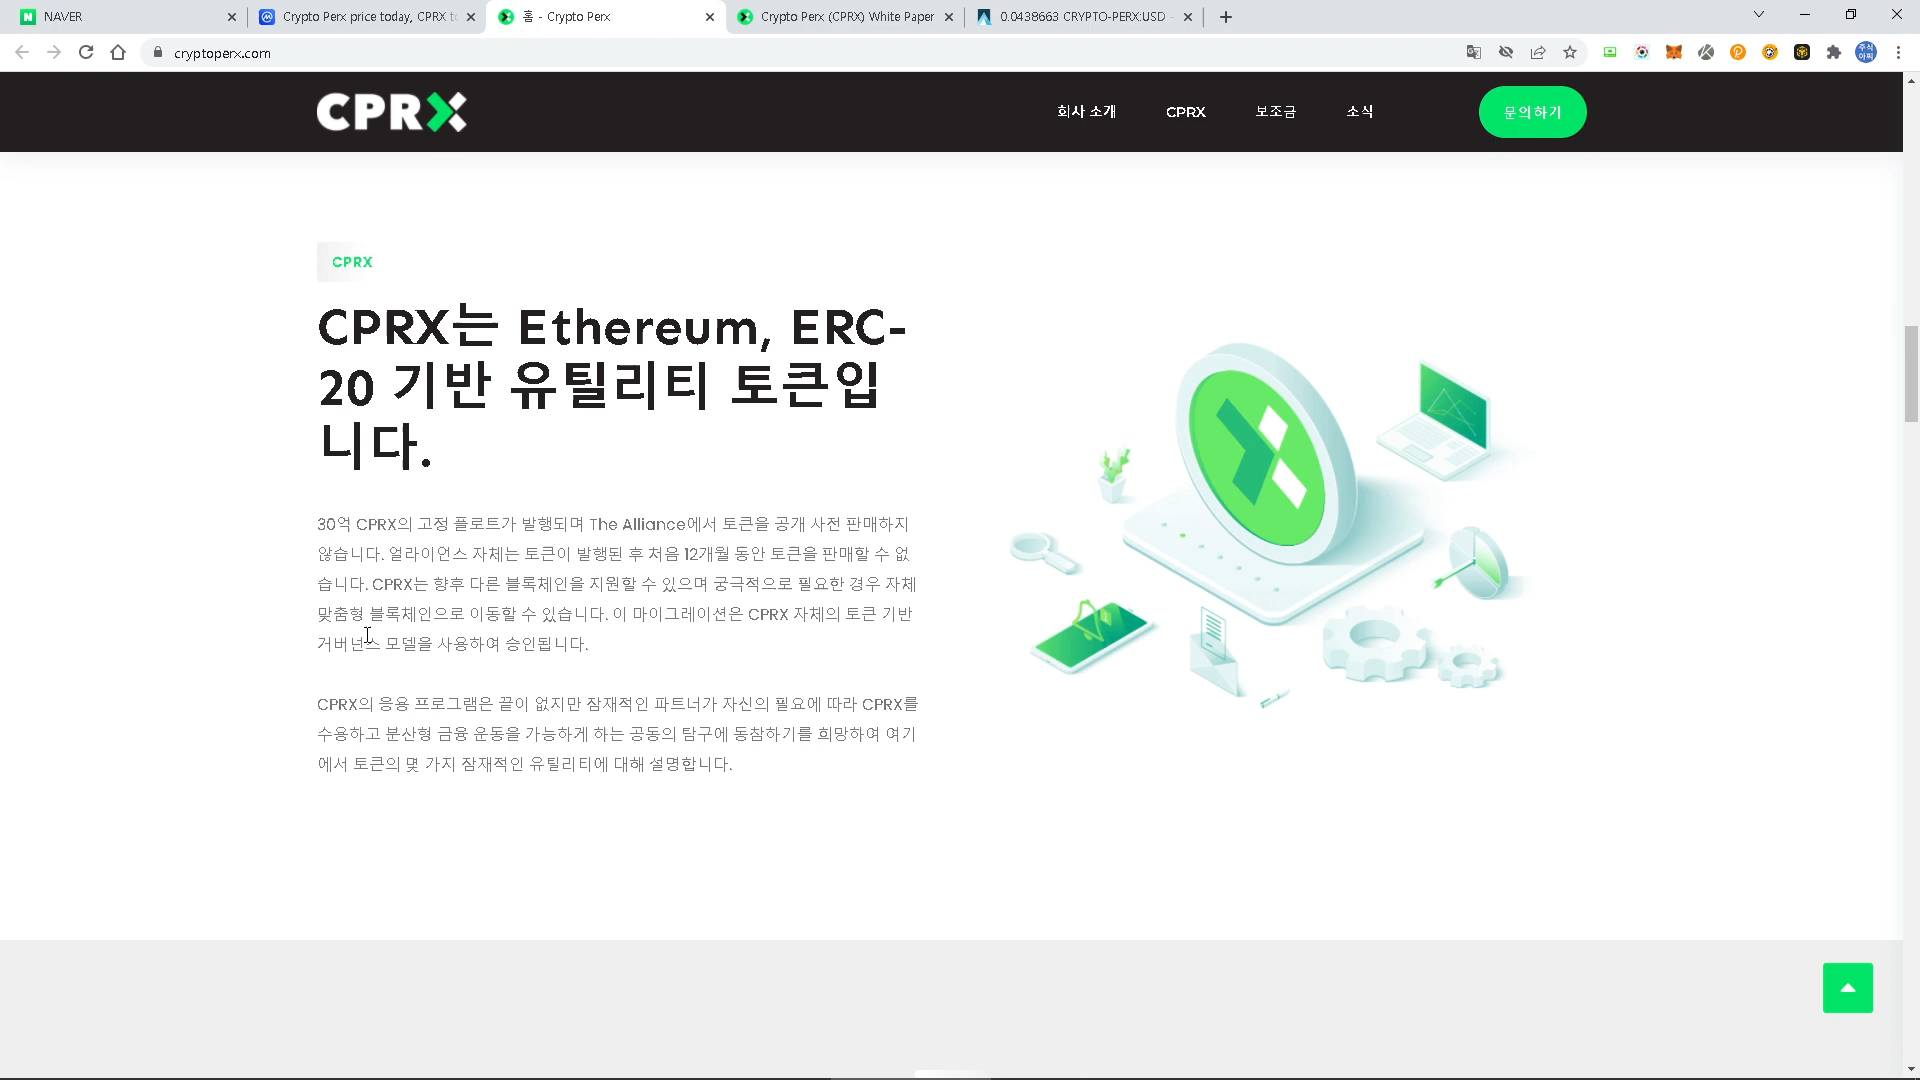 NAVER
Crypto Perx price today, CPRX to
홈 - Crypto Perx
Crypto Perx (CPRX) White Paper
0.0438663 CRYPTO-PERX:USD
cryptoperx.com
주식
아찌
CPRX
회사 소개
CPRX
보조금
소식
문의하기
CPRX
CPRX는 Ethereum, ERC-
20 기반 유틸리티 토큰입
니다.
30억 CPRX의 고정 플로트가 발행되며 The Alliance에서 토큰을 공개 사전 판매하지
않습니다. 얼라이언스 자체는 토큰이 발행된 후 처음 12개월 동안 토큰을 판매할 수 없
습니다. CPRX는 향후 다른 블록체인을 지원할 수 있으며 궁극적으로 필요한 경우 자체
맞춤형 블록체인으로 이동할 수 있습니다. 이 마이그레이션은 CPRX 자체의 토큰 기반
거버넌스 모델을 사용하여 승인됩니다.
CPRX의 응용 프로그램은 끝이 없지만 잠재적인 파트너가 자신의 필요에 따라 CPRX를
수용하고 분산형 금융 운동을 가능하게 하는 공동의 탐구에 동참하기를 희망하여 여기
에서 토큰의 몇 가지 잠재적인 유틸리티에 대해 설명합니다.